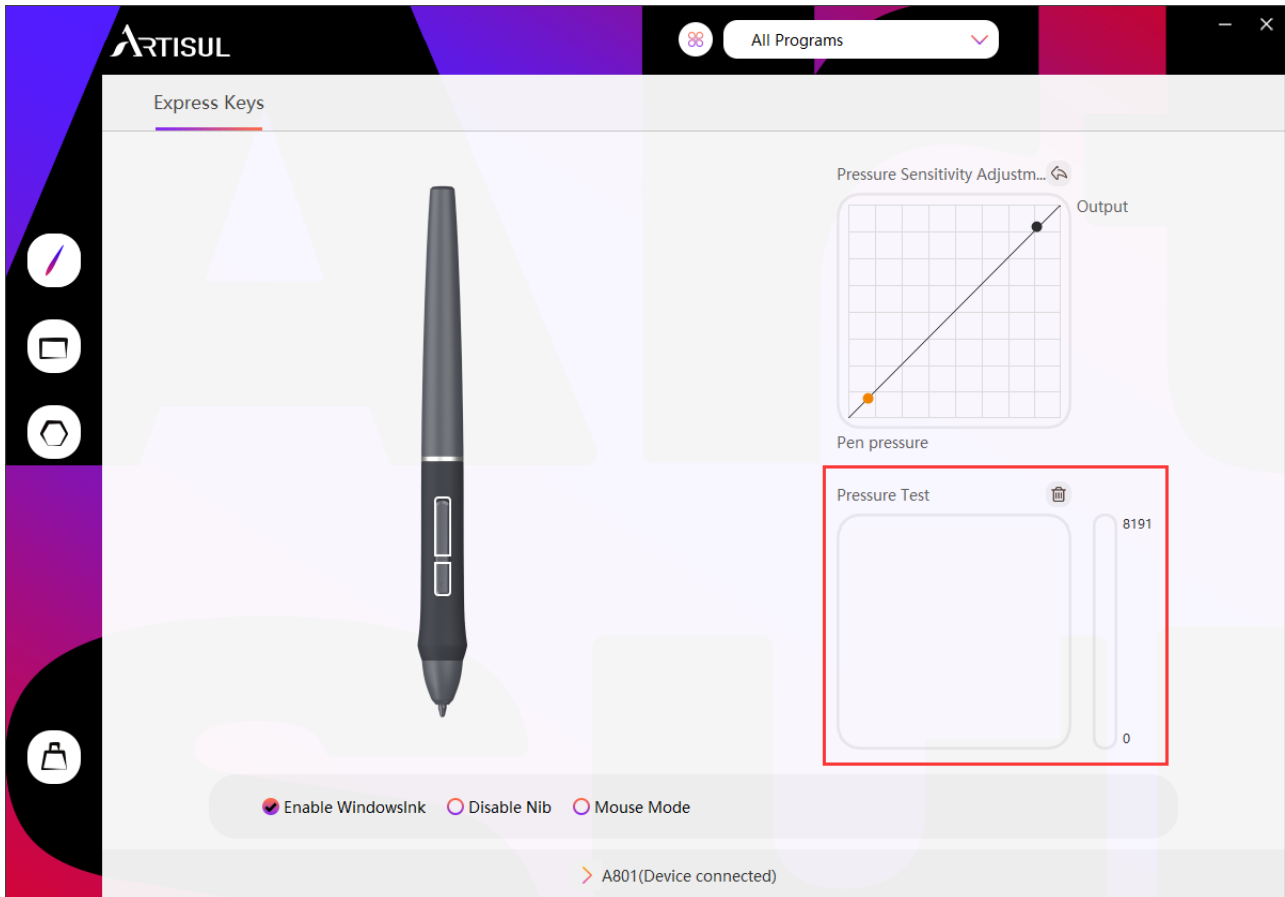 ARTISUL
All Programs
Express Keys
Pressure Sensitivity Adjustm...
Output
Pen pressure
Pressure Test
8191
0
Enable WindowsInk
Disable Nib
Mouse Mode
A801(Device connected)